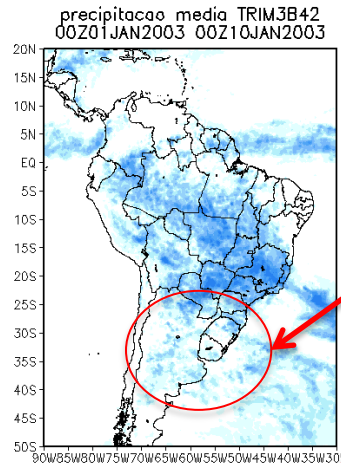 precipitacao media TRIM3B42
00Z01JAN2003 00Z10JAN2003
20N
15N
10N
5N
EQ
5S
10S
15S
20S
25S
30S
35S
40S
45S
50S
90W85W80W75W70W65W60W55W50W45W40W35W30